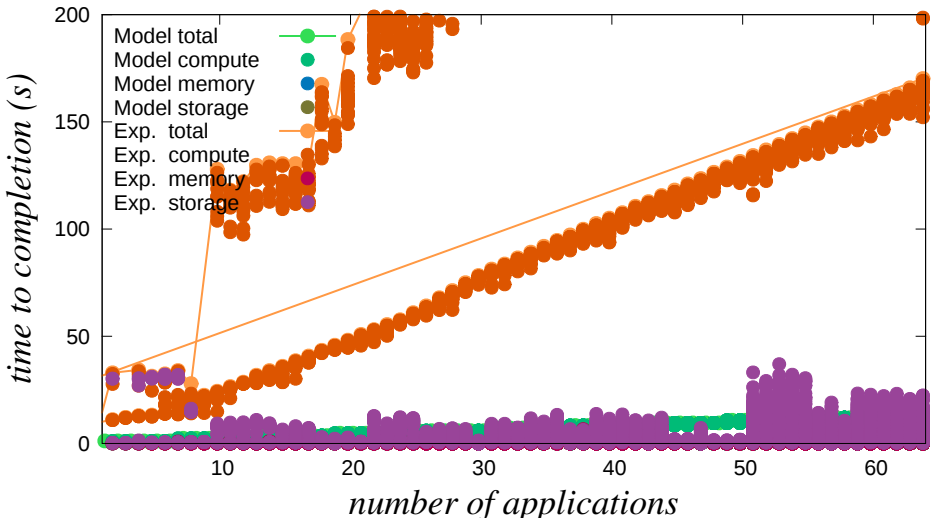 200
150
100
50
0
time to completion (s)
Model total
Model compute
Model memory
Model storage
Exp. total
Exp. compute
Exp. memory
Exp. storage
10 20 30 40 50 60
number of applications